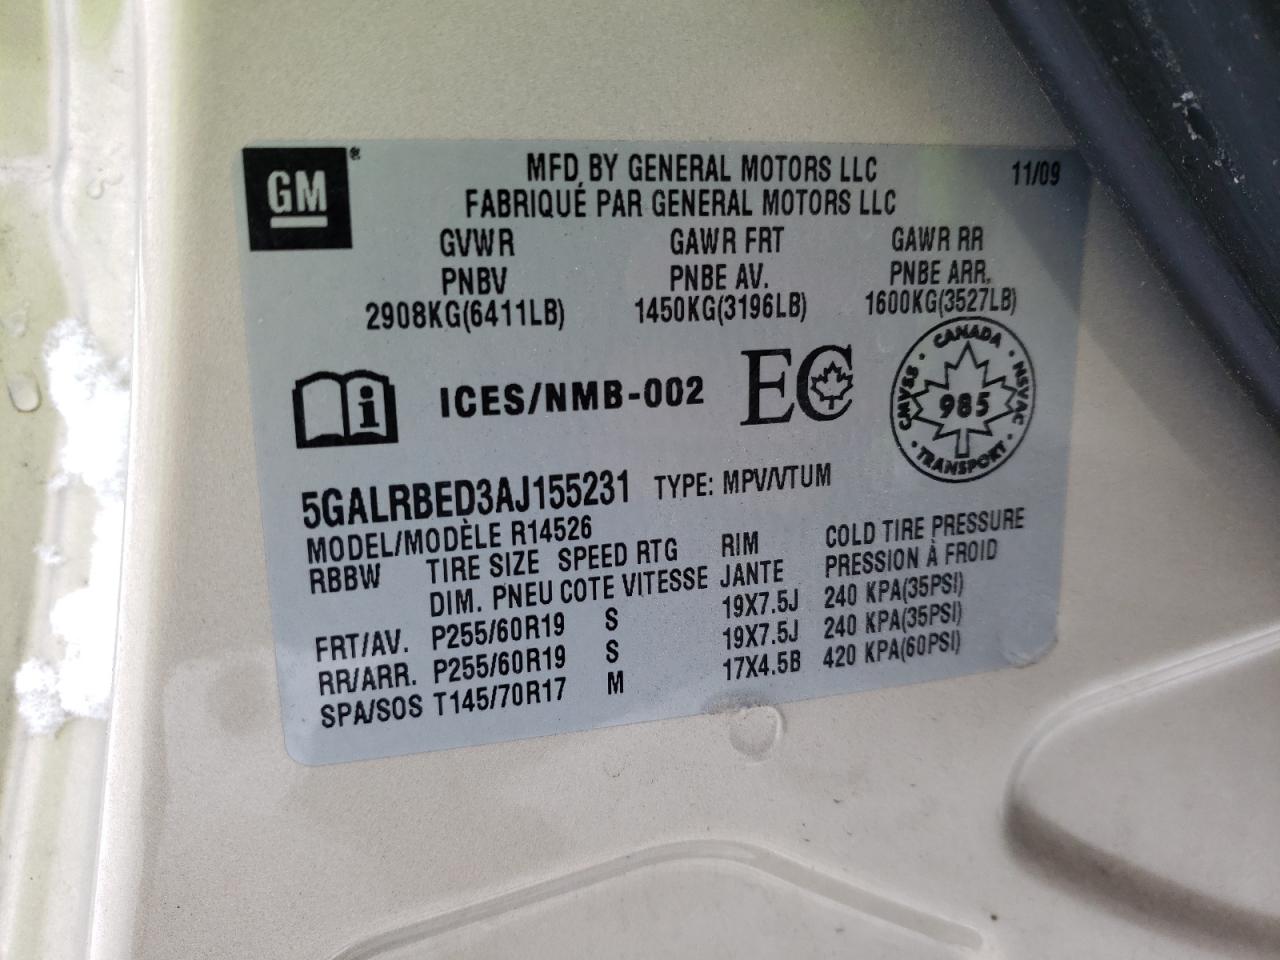 GM®
MFD BY GENERAL MOTORS LLC 11/09
FABRIQUÉ PAR GENERAL MOTORS LLC
GVWR GAWR FRT GAWR RR
PNBV PNBE AV. PNBE ARR.
2908KG(6411LB) 1450KG(3196LB) 1600KG(3527LB)
i ICES/NMB-002 EC
CANADA
CMVSS · NSVAC
985
TRANSPORT
5GALRBED3AJ155231 TYPE: MPV/VTUM
MODEL/MODÈLE R14526
RBBW TIRE SIZE SPEED RTG RIM COLD TIRE PRESSURE
DIM. PNEU COTE VITESSE JANTE PRESSION À FROID
FRT/AV. P255/60R19 S 19X7.5J 240 KPA(35PSI)
RR/ARR. P255/60R19 S 19X7.5J 240 KPA(35PSI)
SPA/SOS T145/70R17 M 17X4.5B 420 KPA(60PSI)